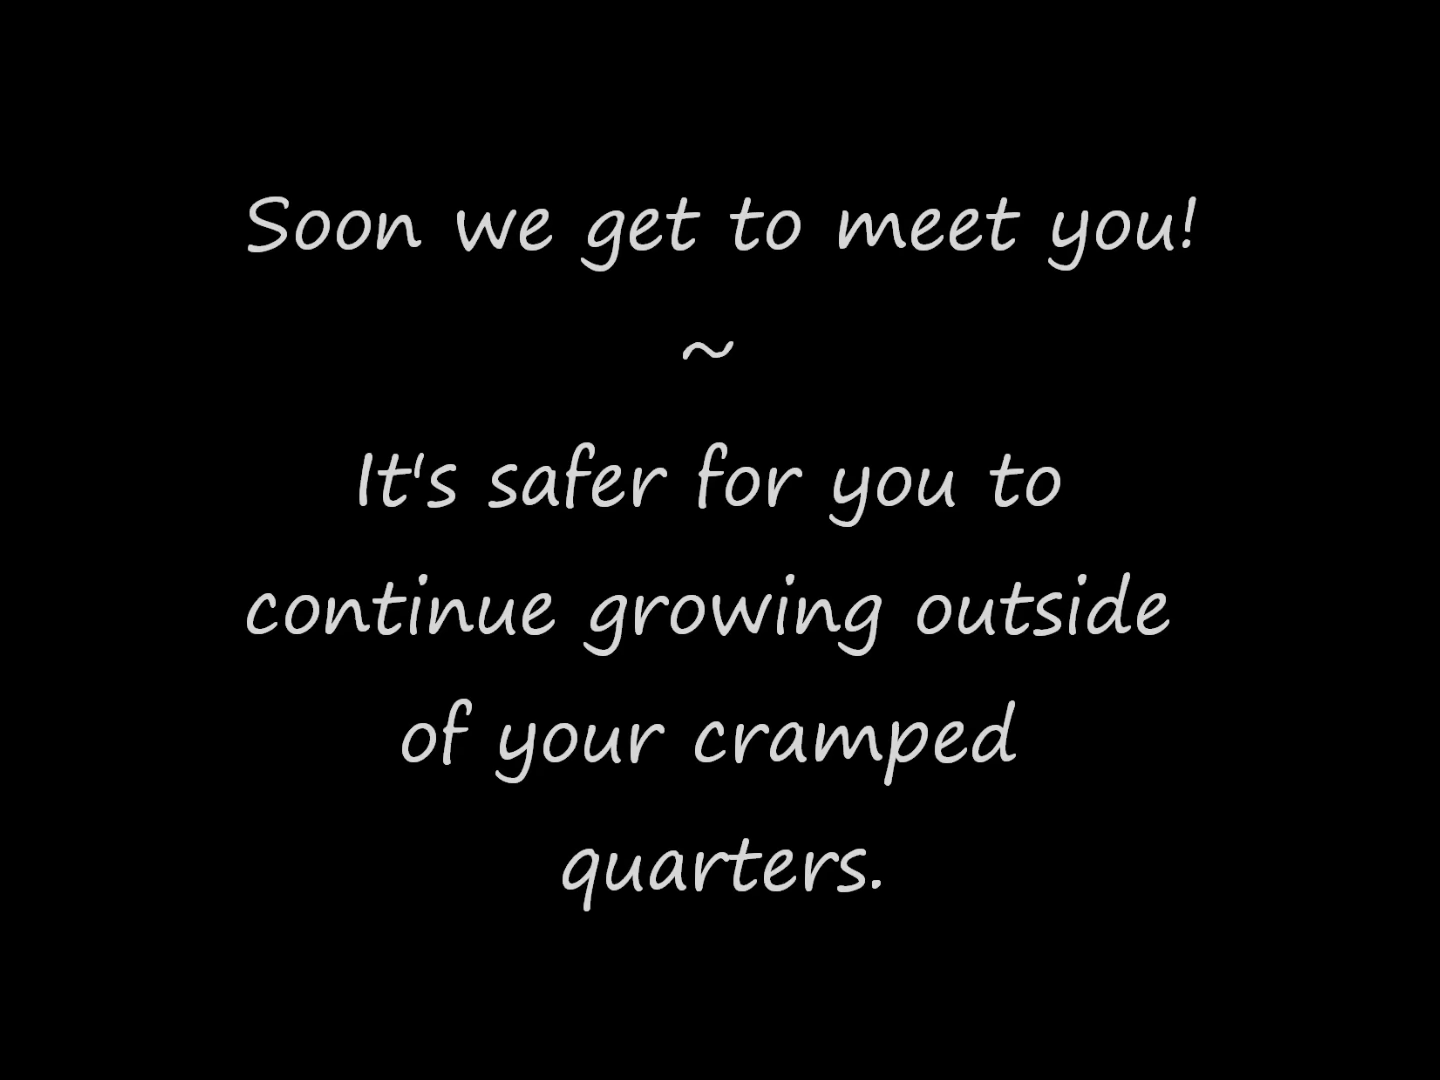 Soon we get to meet you!
~
It's safer for you to
continue growing outside
of your cramped
quarters.